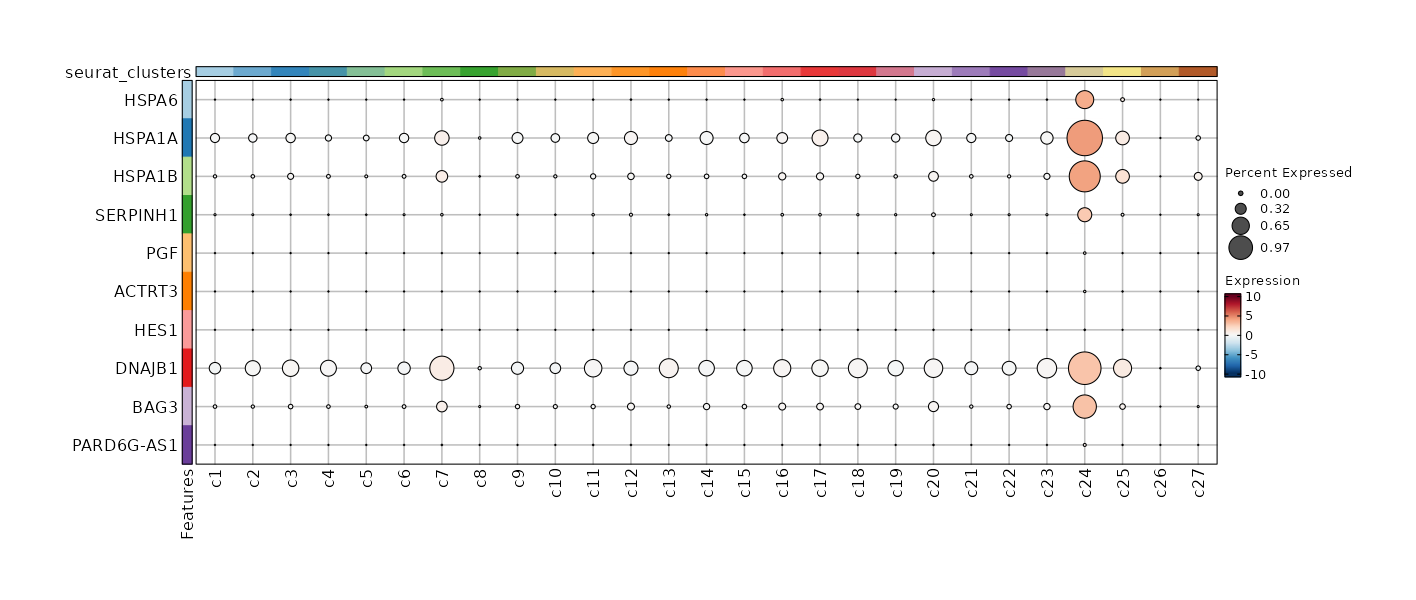 seurat_clusters
HSPA6
HSPA1A
HSPA1B
SERPINH1
PGF
ACTRT3
HES1
DNAJB1
BAG3
PARD6G-AS1
Features
c1 c2 c3 c4 c5 c6 c7 c8 c9 c10 c11 c12 c13 c14 c15 c16 c17 c18 c19 c20 c21 c22 c23 c24 c25 c26 c27
Percent Expressed
0.00
0.32
0.65
0.97
Expression
10
5
0
-5
-10